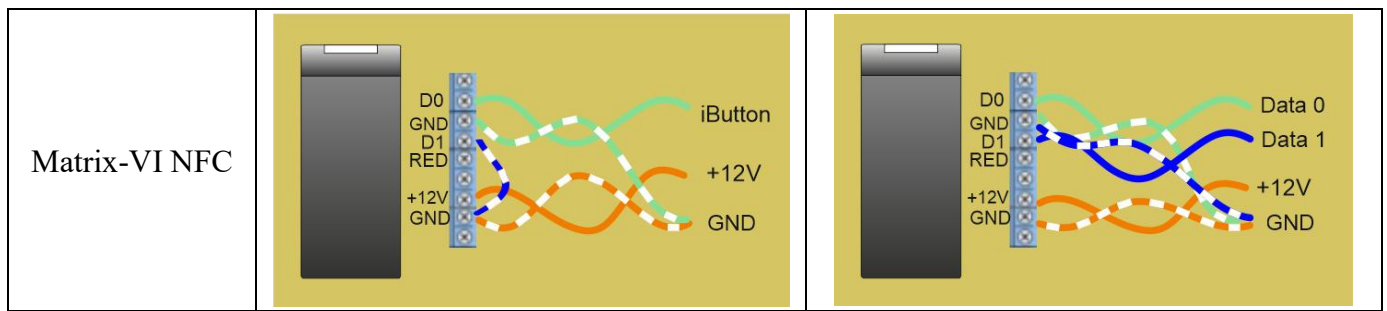 Matrix-VI NFC
D0
GND
D1
RED
+12V
GND
iButton
+12V
GND
D0
GND
D1
RED
+12V
GND
Data 0
Data 1
+12V
GND